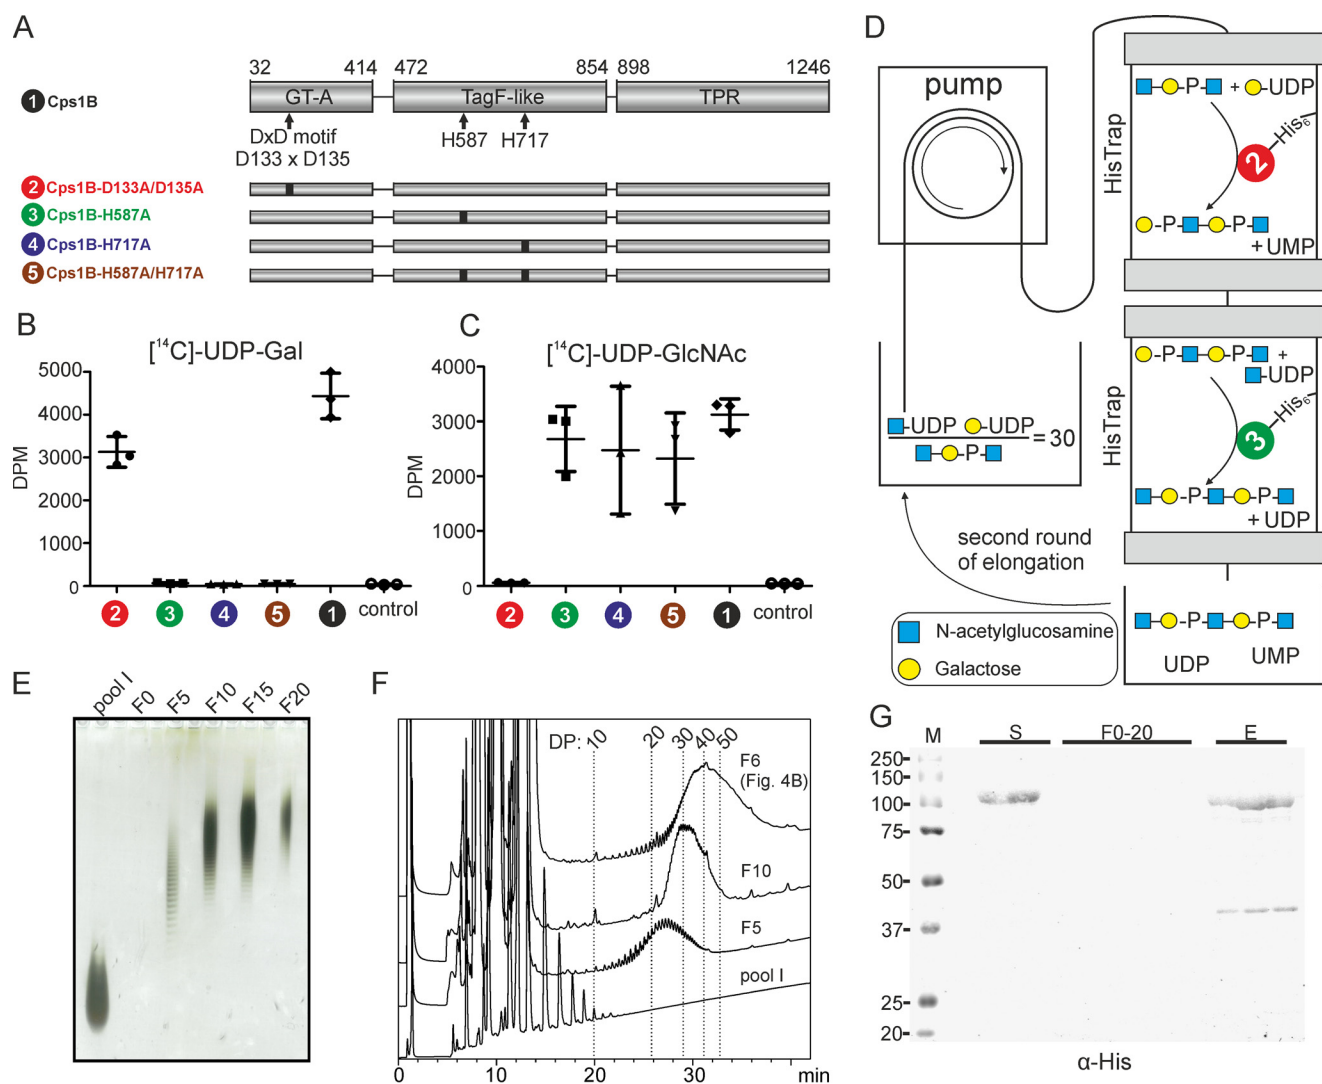 A
32 414 472 854 898 1246
1 Cps1B GT-A TagF-like TPR
DxD motif H587 H717
D133 x D135
2 Cps1B-D133A/D135A
3 Cps1B-H587A
4 Cps1B-H717A
5 Cps1B-H587A/H717A
B
[¹⁴C]-UDP-Gal
DPM
5000
4000
3000
2000
1000
0
2 3 4 5 1 control
C
[¹⁴C]-UDP-GlcNAc
DPM
4000
3000
2000
1000
0
2 3 4 5 1 control
D
pump
HisTrap
-P- + -UDP
His₆
2
-P- -P-
+UMP
HisTrap
-P- -P- +
-UDP
His₆
3
-P- -P-
+UDP
-UDP -UDP
-P-
=30
second round
of elongation
-P- -P-
UDP UMP
N-acetylglucosamine
Galactose
E
pool I F0 F5 F10 F15 F20
F
DP: 10 20 30 40 50
F6
(Fig. 4B)
F10
F5
pool I
0 10 20 30 min
G
M S F0-20 E
250
150
100
75
50
37
25
20
α-His